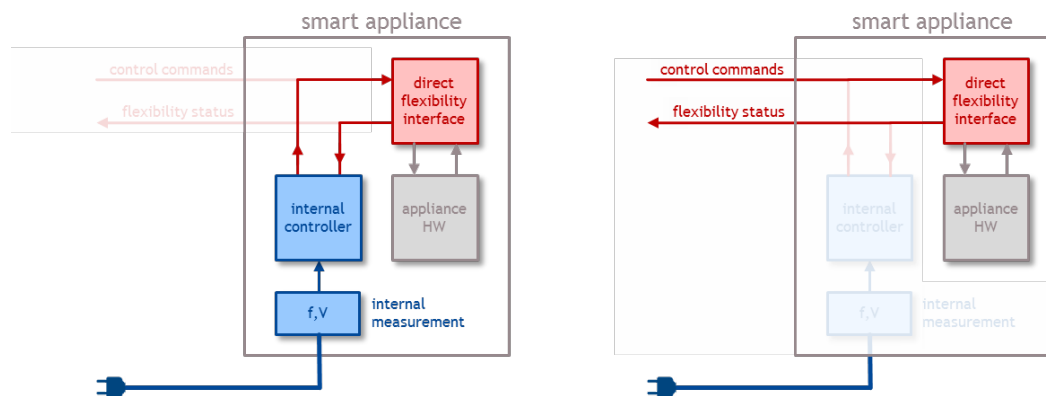 smart appliance
control commands
flexibility status
direct
flexibility
interface
internal
controller
appliance
HW
f,V
internal
measurement
smart appliance
control commands
flexibility status
direct
flexibility
interface
internal
controller
appliance
HW
f,V
internal
measurement